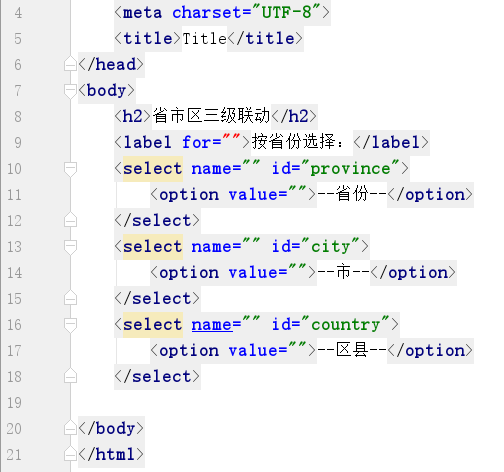 4 <meta charset="UTF-8">
5 <title>Title</title>
6 </head>
7 <body>
8 <h2>省市区三级联动</h2>
9 <label for="">按省份选择：</label>
10 <select name="" id="province">
11 <option value="">--省份--</option>
12 </select>
13 <select name="" id="city">
14 <option value="">--市--</option>
15 </select>
16 <select name="" id="country">
17 <option value="">--区县--</option>
18 </select>
19
20 </body>
21 </html>